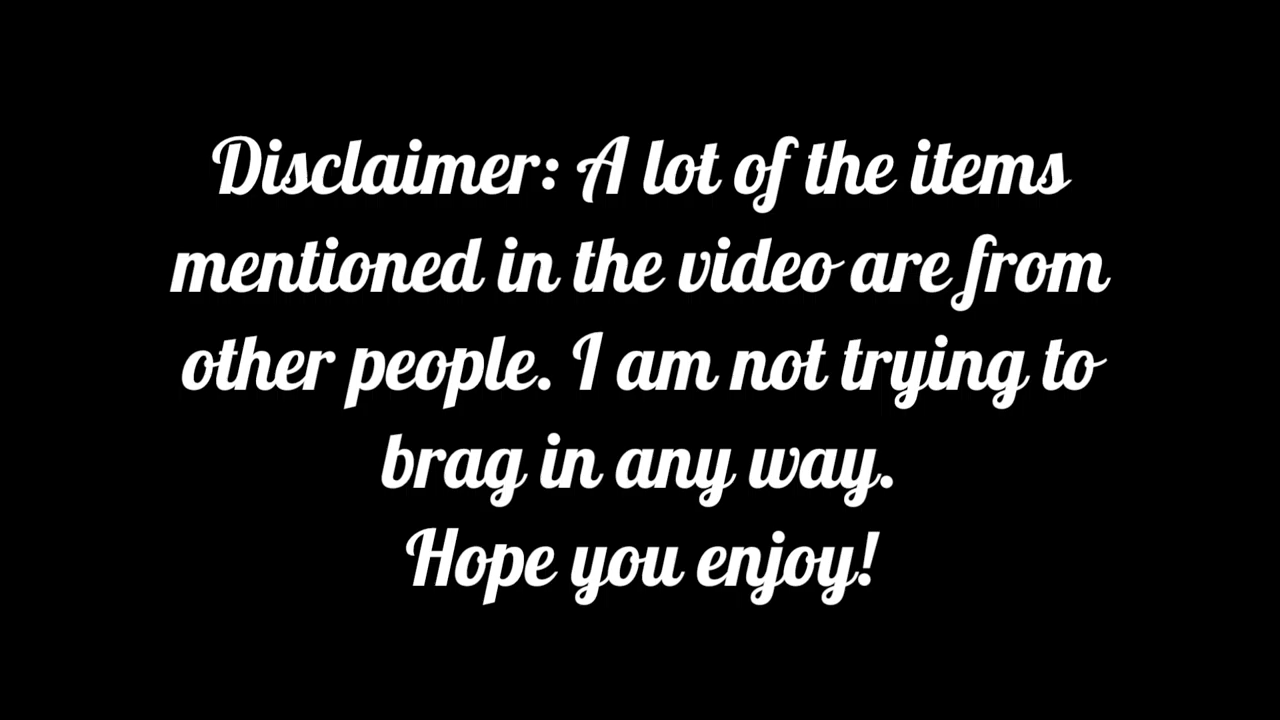 Disclaimer: A lot of the items
mentioned in the video are from
other people. I am not trying to
brag in any way.
Hope you enjoy!